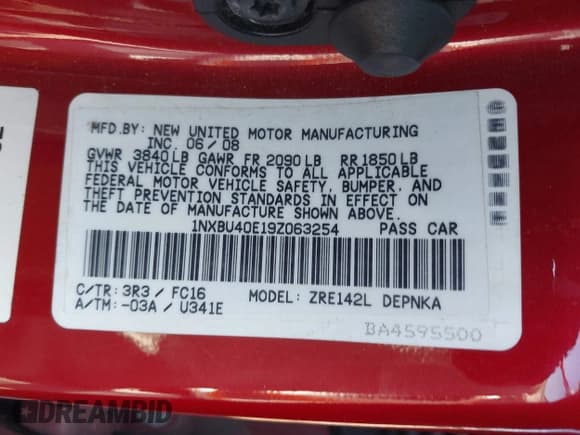 MFD.BY: NEW UNITED MOTOR MANUFACTURING
INC. 06/08
GVWR 3840LB GAWR FR 2090LB RR1850LB
THIS VEHICLE CONFORMS TO ALL APPLICABLE
FEDERAL MOTOR VEHICLE SAFETY, BUMPER, AND
THEFT PREVENTION STANDARDS IN EFFECT ON
THE DATE OF MANUFACTURE SHOWN ABOVE.
1NXBU40E19Z063254 PASS CAR
C/TR: 3R3 / FC16 MODEL: ZRE142L DEPNKA
A/TM: -03A / U341E
BA4595500
DREAMBID